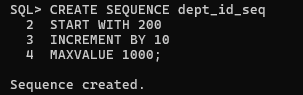 SQL> CREATE SEQUENCE dept_id_seq
  2  START WITH 200
  3  INCREMENT BY 10
  4  MAXVALUE 1000;
Sequence created.